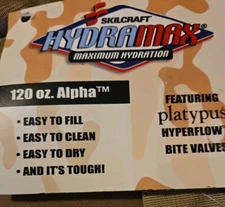 SKILCRAFT
HYDRAMAX®
MAXIMUM HYDRATION
120 oz. Alpha™
• EASY TO FILL
• EASY TO CLEAN
• EASY TO DRY
• AND IT'S TOUGH!
FEATURING
platypus
HYPERFLOW™
BITE VALVES